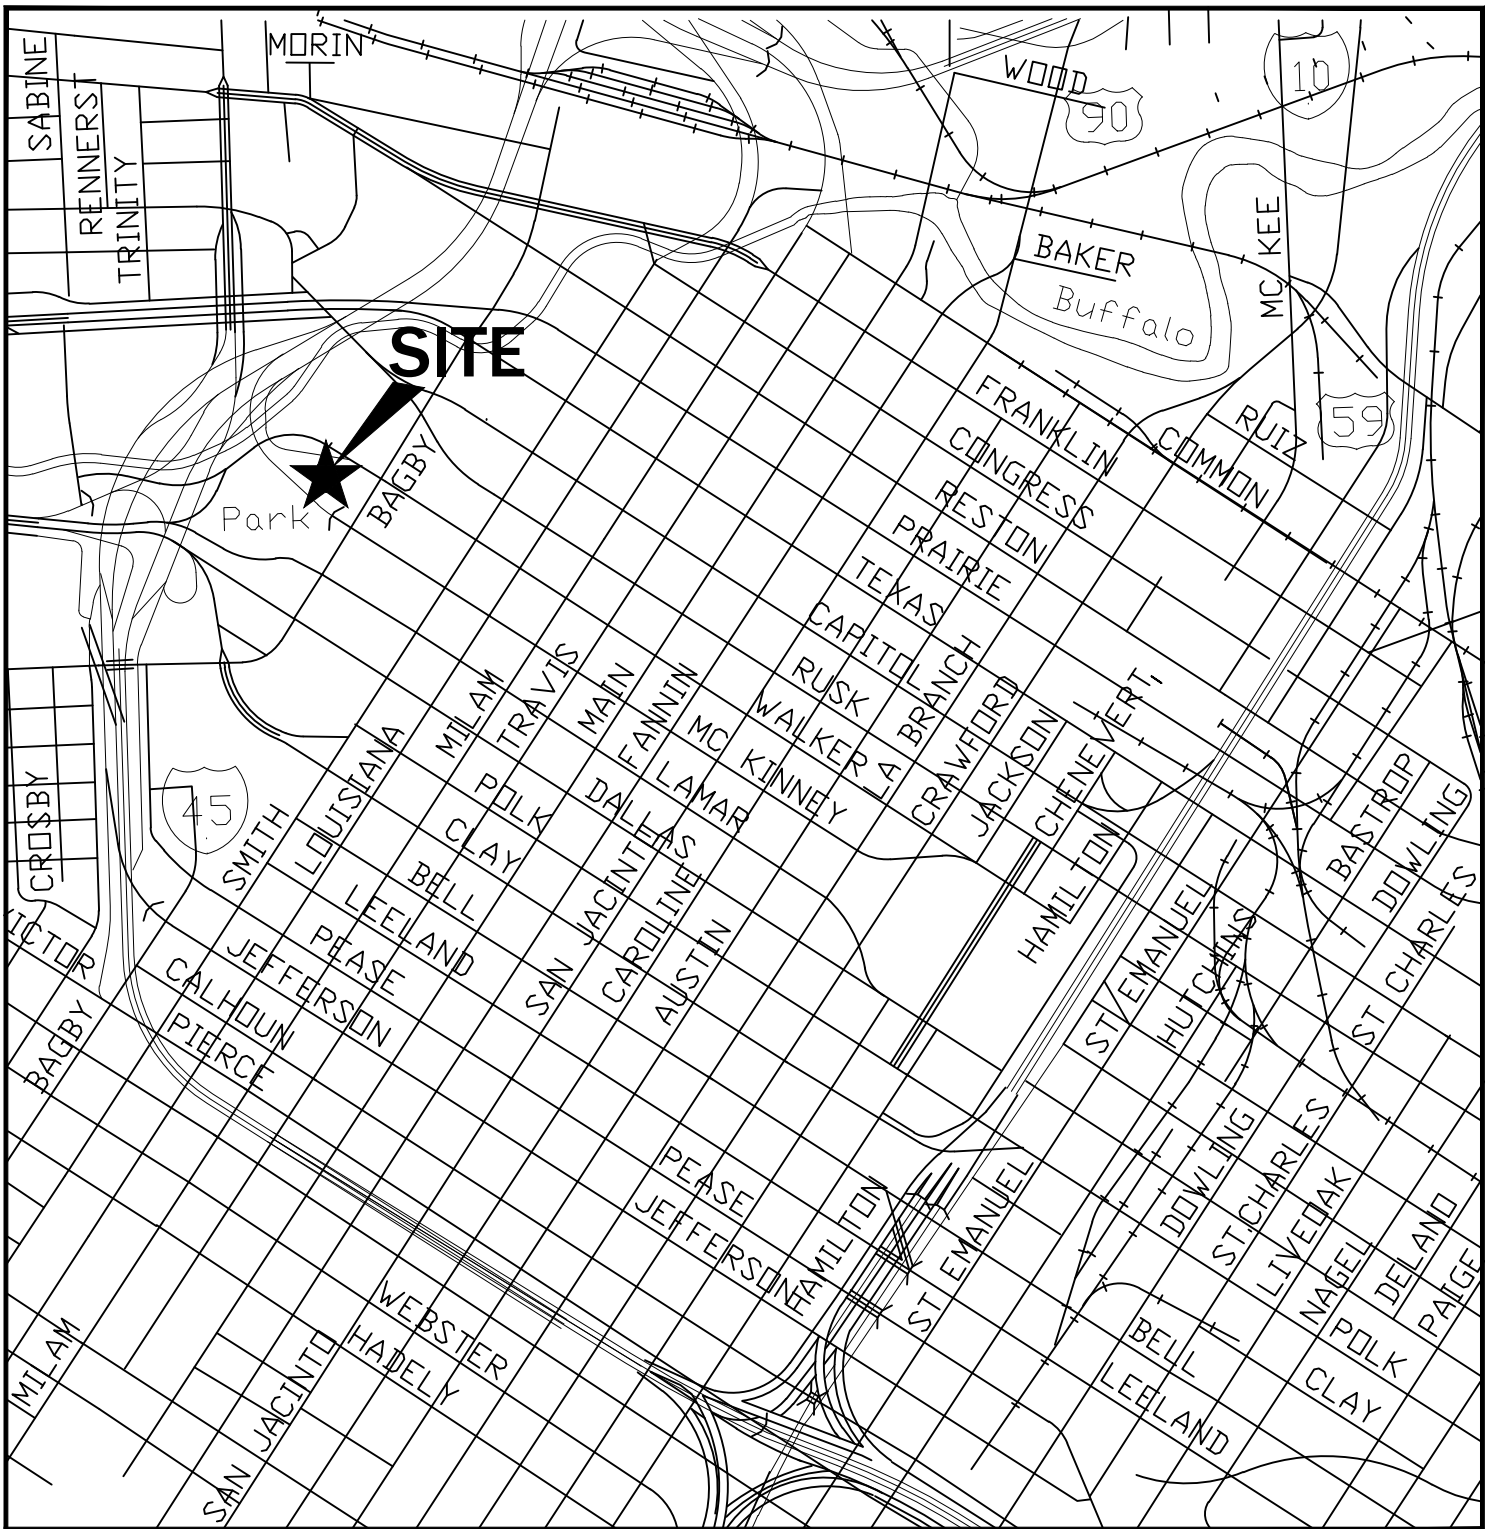 MORIN
SABINE
RENNERST
TRINITY
WOOD
10
90
MC KEE
BAKER
Buffalo
SITE
59
FRANKLIN
RUIZ
COMMON
CONGRESS
BAGBY
RESTON
Park
PRAIRIE
TEXAS
CAPITOL
BRANCH
RUSK
CRAWFORD
CHENEVERT
MILAM
TRAVIS
MAIN
FANNIN
WALKER
LA
JACKSON
LOUISIANA
MC KINNEY
LAMAR
POLK
DALLAS
BASTROP
DOWLING
45
CROSBY
SMITH
CLAY
HAMILTON
BELL
SAN JACINTO
CAROLINE
LEELAND
AUSTIN
ST EMANUEL
HUTCHINS
ST CHARLES
VICTOR
PEASE
JEFFERSON
CALHOUN
BAGBY
PIERCE
PEASE
JEFFERSON
HAMILTON
ST EMANUEL
DOWLING
ST. CHARLES
LIVEOAK
NAGEL
DELANO
PAIGE
WEBSTER
HADELY
MILAM
SAN JACINTO
BELL
POLK
LEELAND
CLAY